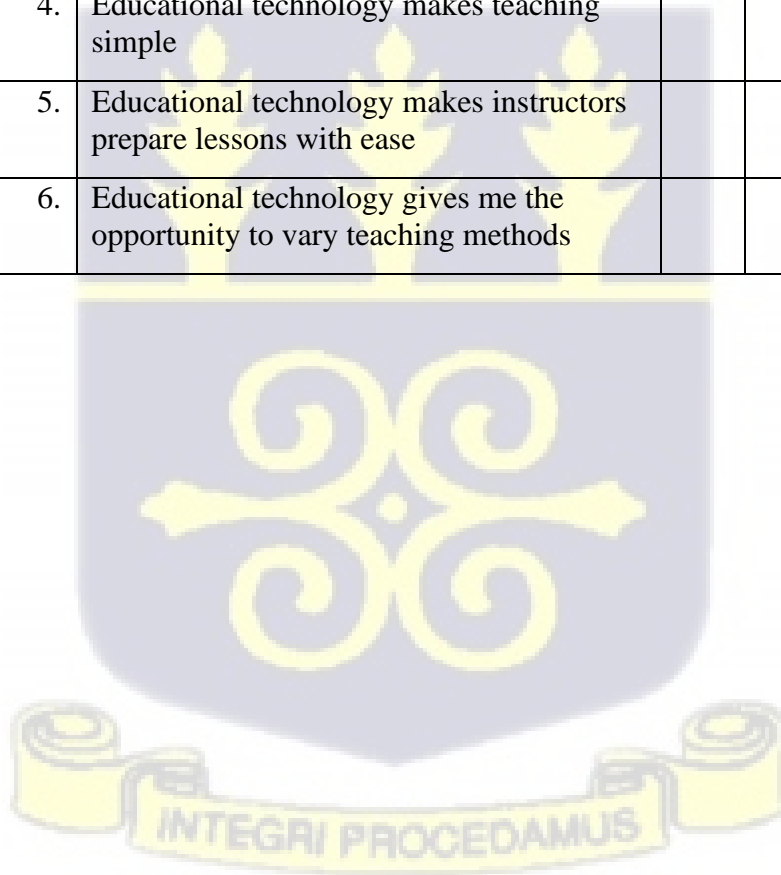 4. Educational technology makes teaching
simple
5. Educational technology makes instructors
prepare lessons with ease
6. Educational technology gives me the
opportunity to vary teaching methods
INTEGRI PROCEDAMUS